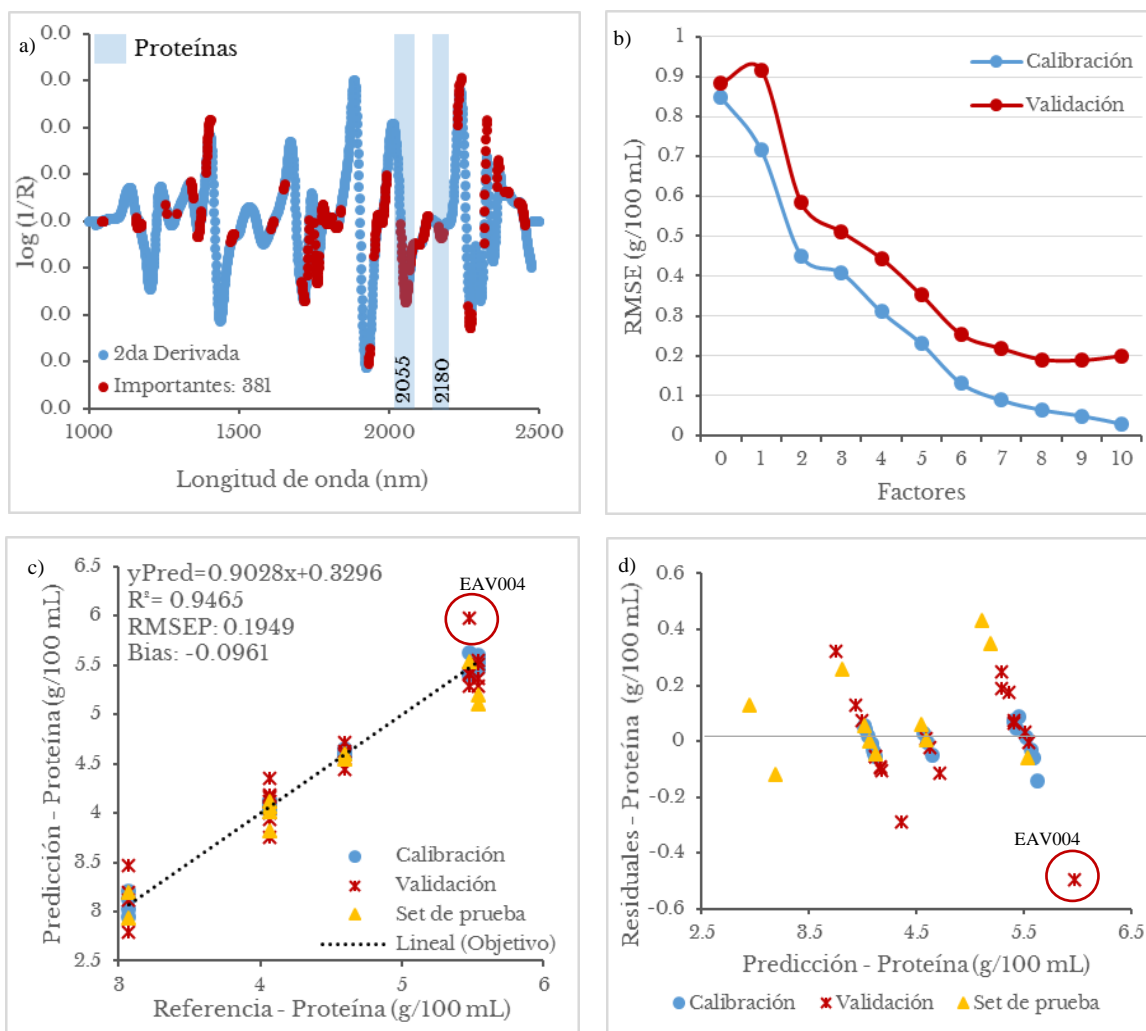 a)
Proteínas
0.0
0.0
0.0
0.0
0.0
0.0
0.0
0.0
0.0
log (1/R)
2da Derivada
Importantes: 381
2055
2180
1000 1500 2000 2500
Longitud de onda (nm)
b)
Calibración
Validación
1
0.9
0.8
0.7
0.6
0.5
0.4
0.3
0.2
0.1
0
RMSE (g/100 mL)
0 1 2 3 4 5 6 7 8 9 10
Factores
c)
yPred=0.9028x+0.3296
R²= 0.9465
RMSEP: 0.1949
Bias: -0.0961
EAV004
6.5
6
5.5
5
4.5
4
3.5
3
2.5
Predicción - Proteína (g/100 mL)
Calibración
Validación
Set de prueba
Lineal (Objetivo)
3 4 5 6
Referencia - Proteína (g/100 mL)
d)
0.6
0.4
0.2
0
-0.2
-0.4
-0.6
Residuales - Proteína (g/100 mL)
EAV004
2.5 3.5 4.5 5.5 6.5
Predicción - Proteína (g/100 mL)
Calibración Validación Set de prueba